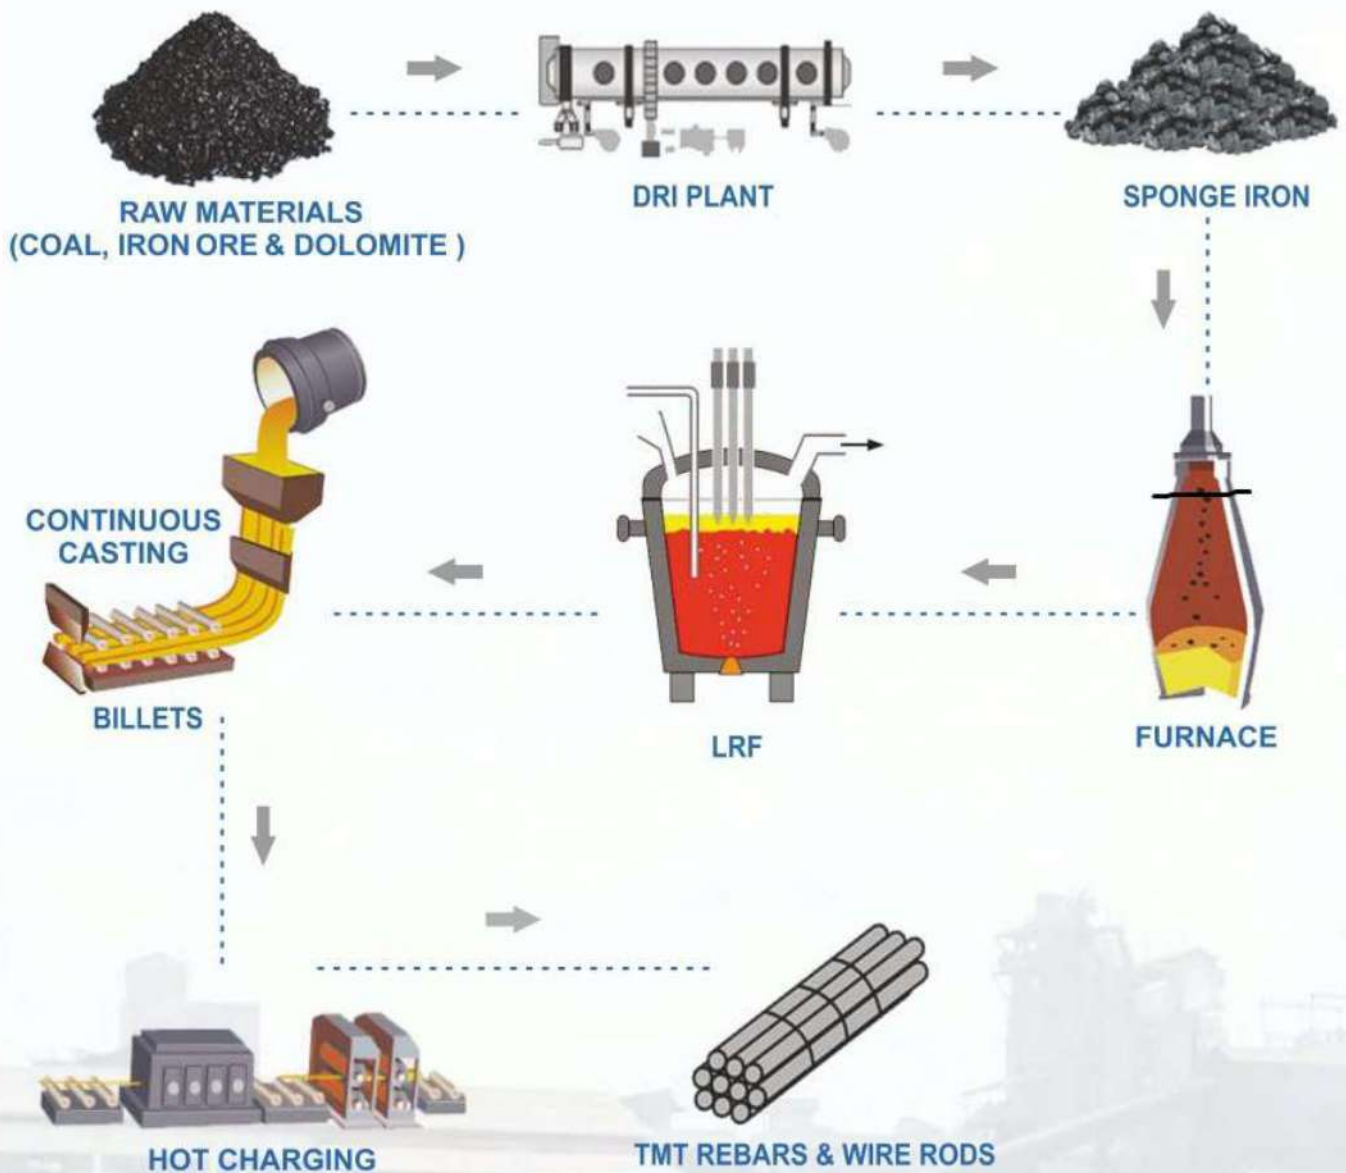 RAW MATERIALS
(COAL, IRON ORE & DOLOMITE )
DRI PLANT
SPONGE IRON
CONTINUOUS
CASTING
BILLETS
LRF
FURNACE
HOT CHARGING
TMT REBARS & WIRE RODS